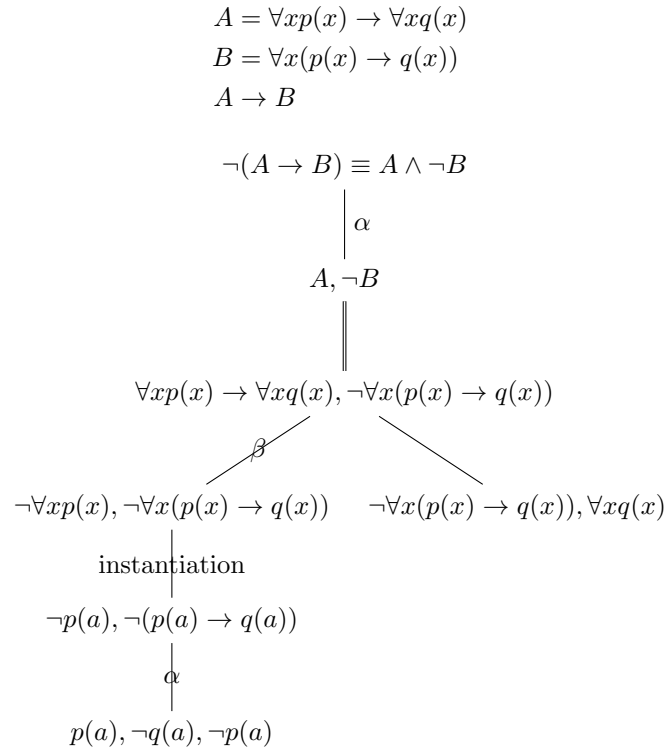 A = ∀xp(x) → ∀xq(x)
B = ∀x(p(x) → q(x))
A → B
¬(A → B) ≡ A ∧ ¬B
α
A, ¬B
∀xp(x) → ∀xq(x), ¬∀x(p(x) → q(x))
β
¬∀xp(x), ¬∀x(p(x) → q(x)) ¬∀x(p(x) → q(x)), ∀xq(x)
instantiation
¬p(a), ¬(p(a) → q(a))
α
p(a), ¬q(a), ¬p(a)